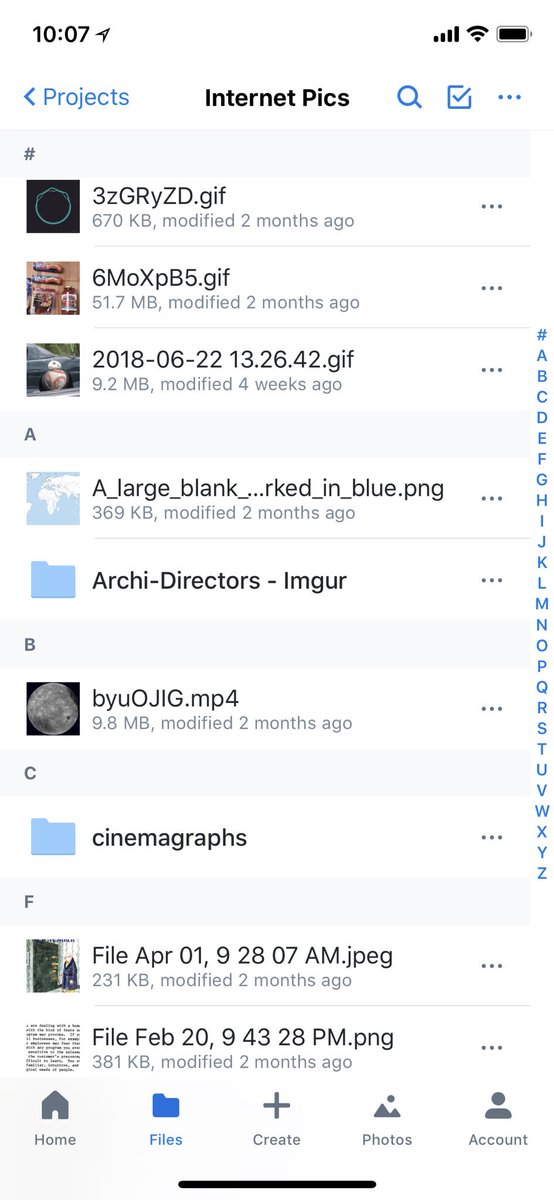 10:07
Projects
Internet Pics
#
3zGRyZD.gif
670 KB, modified 2 months ago
6MoXpB5.gif
51.7 MB, modified 2 months ago
2018-06-22 13.26.42.gif
9.2 MB, modified 4 weeks ago
A
A_large_blank_...rked_in_blue.png
369 KB, modified 2 months ago
Archi-Directors - Imgur
B
byuOJIG.mp4
9.8 MB, modified 2 months ago
C
cinemagraphs
F
File Apr 01, 9 28 07 AM.jpeg
231 KB, modified 2 months ago
File Feb 20, 9 43 28 PM.png
381 KB, modified 2 months ago
#
A
B
C
D
E
F
G
H
I
J
K
L
M
N
O
P
Q
R
S
T
U
V
W
X
Y
Z
Home
Files
Create
Photos
Account